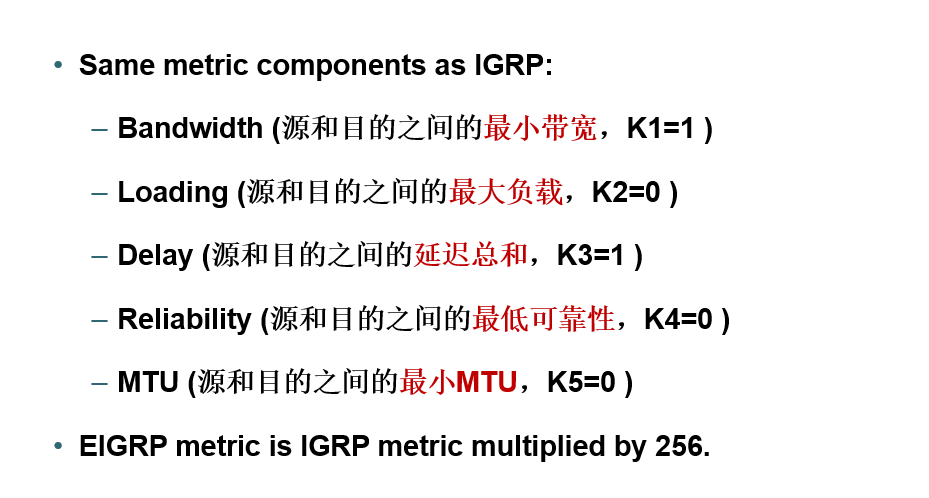 • Same metric components as IGRP:
– Bandwidth (源和目的之间的最小带宽，K1=1 )
– Loading (源和目的之间的最大负载，K2=0 )
– Delay (源和目的之间的延迟总和，K3=1 )
– Reliability (源和目的之间的最低可靠性，K4=0 )
– MTU (源和目的之间的最小MTU，K5=0 )
• EIGRP metric is IGRP metric multiplied by 256.